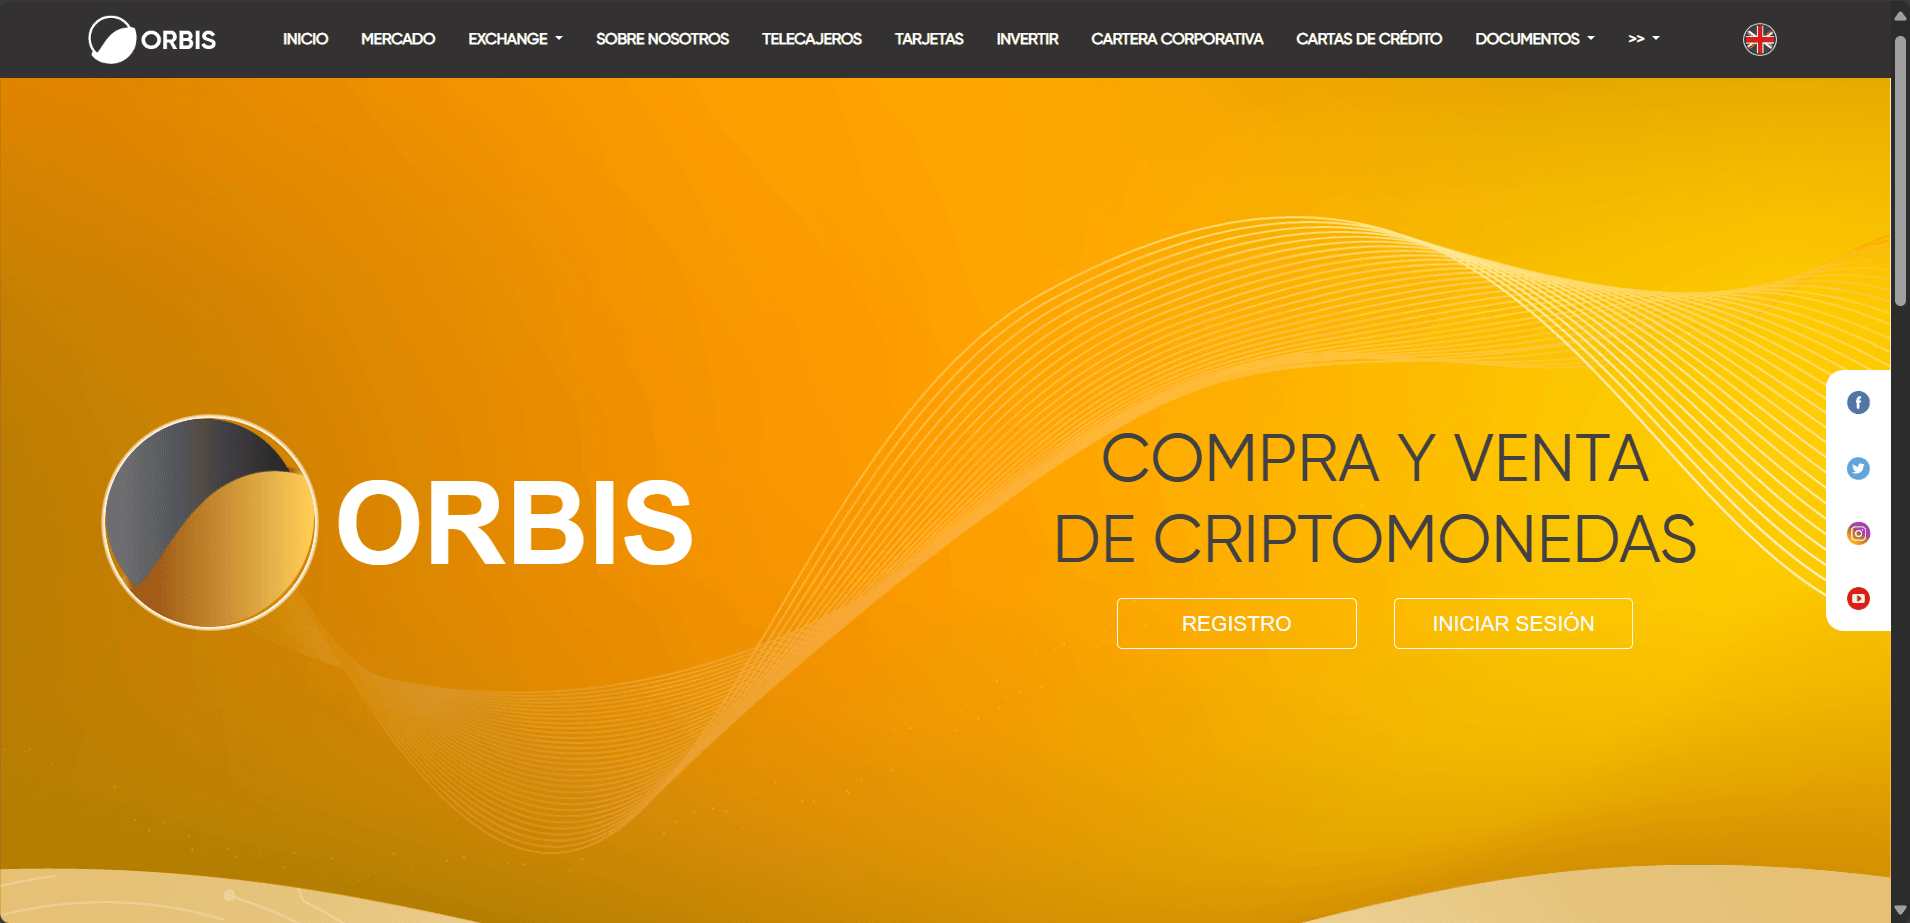 ORBIS
INICIO
MERCADO
EXCHANGE
SOBRE NOSOTROS
TELECAJEROS
TARJETAS
INVERTIR
CARTERA CORPORATIVA
CARTAS DE CRÉDITO
DOCUMENTOS
>>
ORBIS
COMPRA Y VENTA
DE CRIPTOMONEDAS
REGISTRO
INICIAR SESIÓN